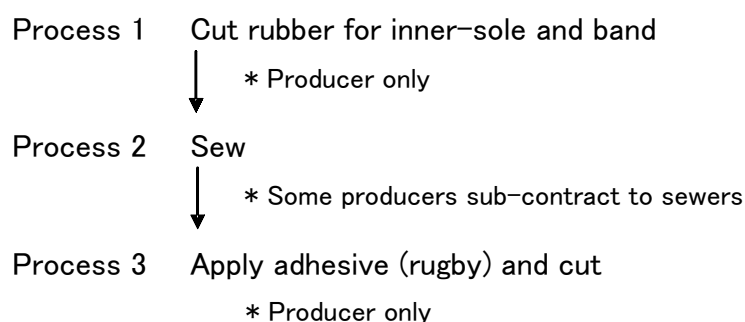 Process 1 Cut rubber for inner-sole and band
* Producer only
Process 2 Sew
* Some producers sub-contract to sewers
Process 3 Apply adhesive (rugby) and cut
* Producer only